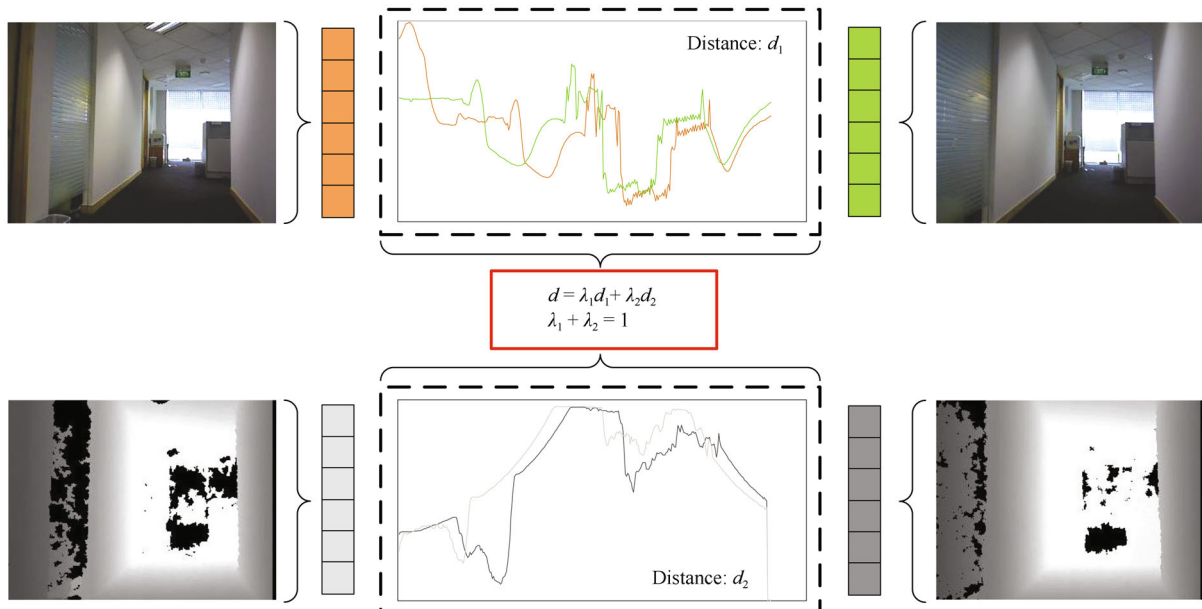 Distance: d₁
d = λ₁d₁ + λ₂d₂
λ₁ + λ₂ = 1
Distance: d₂